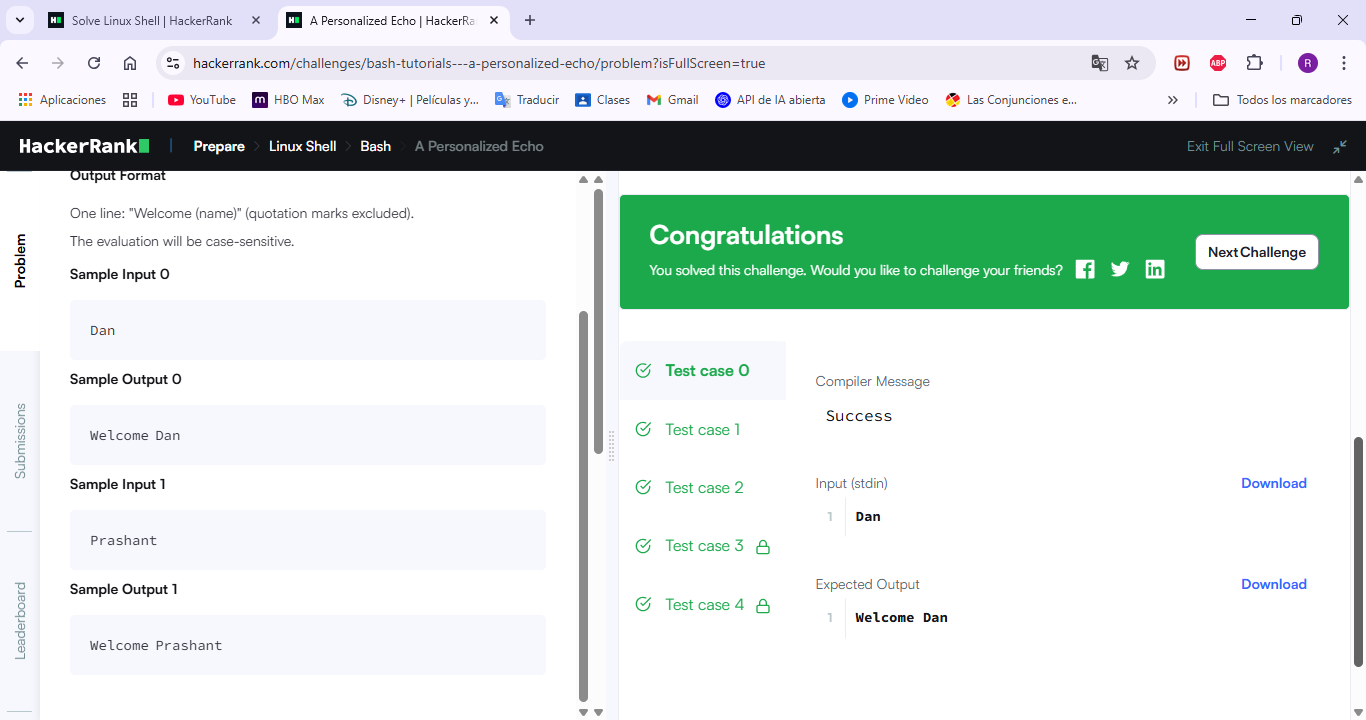 Solve Linux Shell | HackerRank
A Personalized Echo | HackerRa
hackerrank.com/challenges/bash-tutorials---a-personalized-echo/problem?isFullScreen=true
ABP
R
Aplicaciones
YouTube
HBO Max
Disney+ | Películas y...
Traducir
Clases
Gmail
API de IA abierta
Prime Video
Las Conjunciones e...
Todos los marcadores
HackerRank
Prepare
Linux Shell
Bash
A Personalized Echo
Exit Full Screen View
Problem
Submissions
Leaderboard
Output Format
One line: "Welcome (name)" (quotation marks excluded).
The evaluation will be case-sensitive.
Sample Input 0
Dan
Sample Output 0
Welcome Dan
Sample Input 1
Prashant
Sample Output 1
Welcome Prashant
Congratulations
You solved this challenge. Would you like to challenge your friends?
Next Challenge
Test case 0
Test case 1
Test case 2
Test case 3
Test case 4
Compiler Message
Success
Input (stdin)
Download
1
Dan
Expected Output
Download
1
Welcome Dan